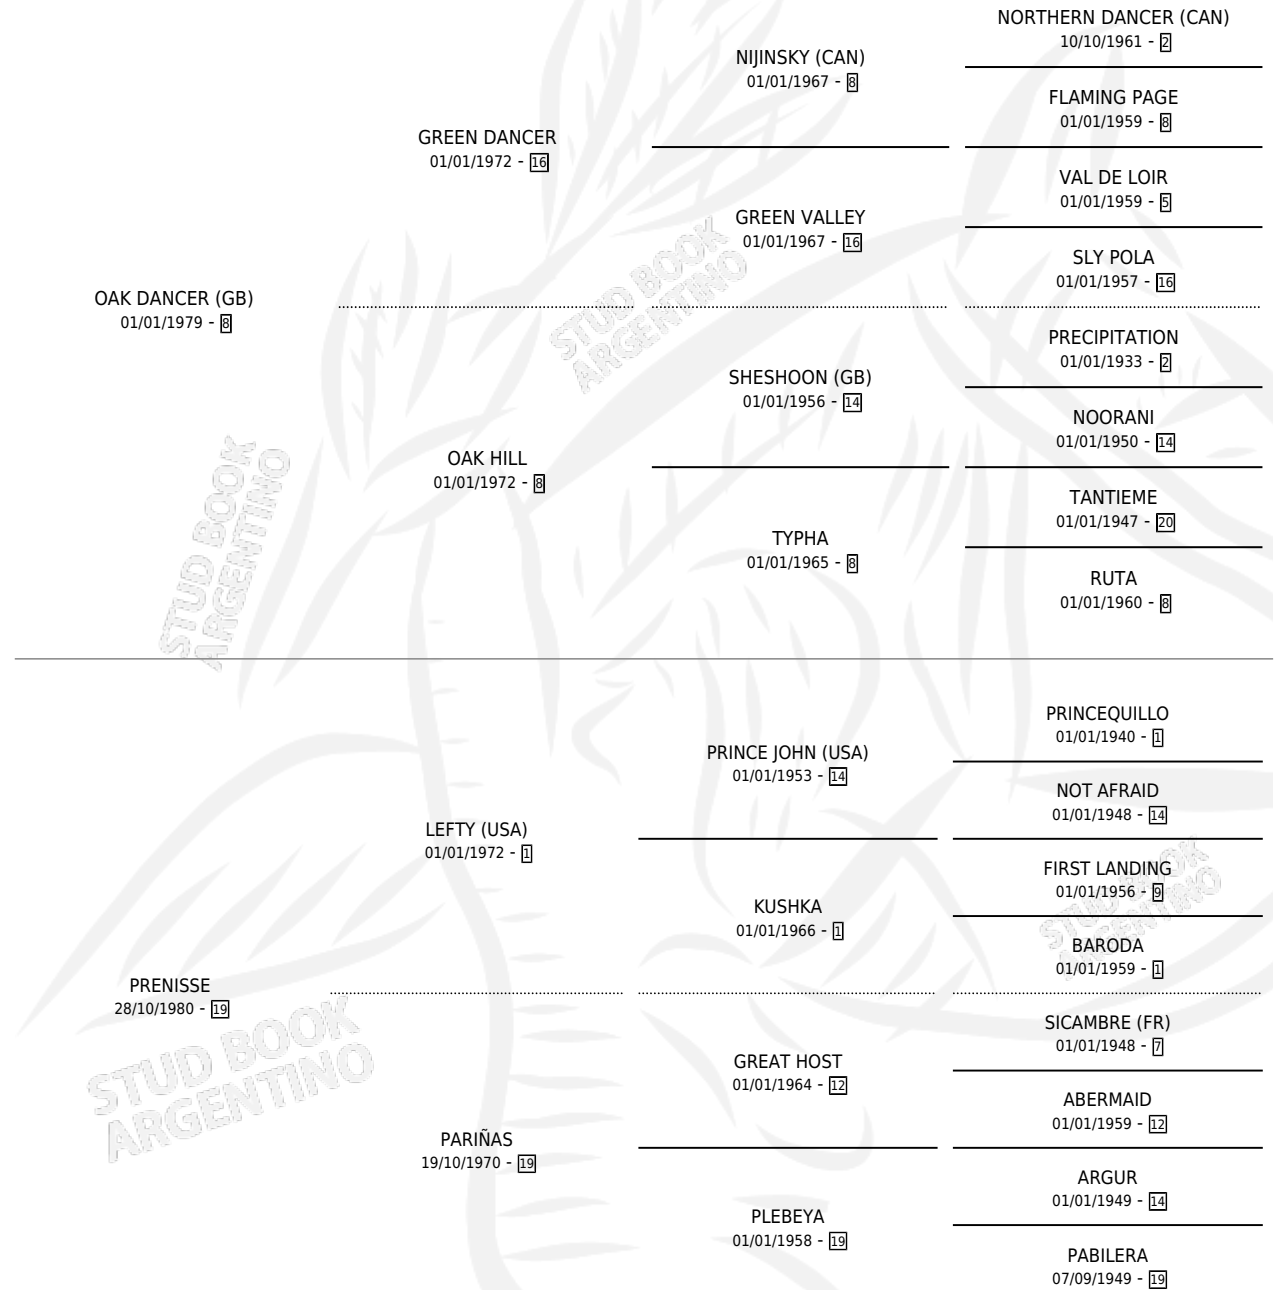 NORTHERN DANCER (CAN)
10/10/1961 - 2
NIJINSKY (CAN)
01/01/1967 - 8
FLAMING PAGE
01/01/1959 - 8
GREEN DANCER
01/01/1972 - 16
VAL DE LOIR
01/01/1959 - 5
GREEN VALLEY
01/01/1967 - 16
SLY POLA
01/01/1957 - 16
OAK DANCER (GB)
01/01/1979 - 8
PRECIPITATION
01/01/1933 - 2
SHESHOON (GB)
01/01/1956 - 14
NOORANI
01/01/1950 - 14
OAK HILL
01/01/1972 - 8
TANTIEME
01/01/1947 - 20
TYPHA
01/01/1965 - 8
RUTA
01/01/1960 - 8
PRINCEQUILLO
01/01/1940 - 1
PRINCE JOHN (USA)
01/01/1953 - 14
NOT AFRAID
01/01/1948 - 14
LEFTY (USA)
01/01/1972 - 1
FIRST LANDING
01/01/1956 - 9
KUSHKA
01/01/1966 - 1
BARODA
01/01/1959 - 1
PRENISSE
28/10/1980 - 19
SICAMBRE (FR)
01/01/1948 - 7
GREAT HOST
01/01/1964 - 12
ABERMAID
01/01/1959 - 12
PARIÑAS
19/10/1970 - 19
ARGUR
01/01/1949 - 14
PLEBEYA
01/01/1958 - 19
PABILERA
07/09/1949 - 19
STUD BOOK
ARGENTINO
STUD BOOK
ARGENTINO
STUD BOOK
ARGENTINO
STUD BOOK
ARGENTINO